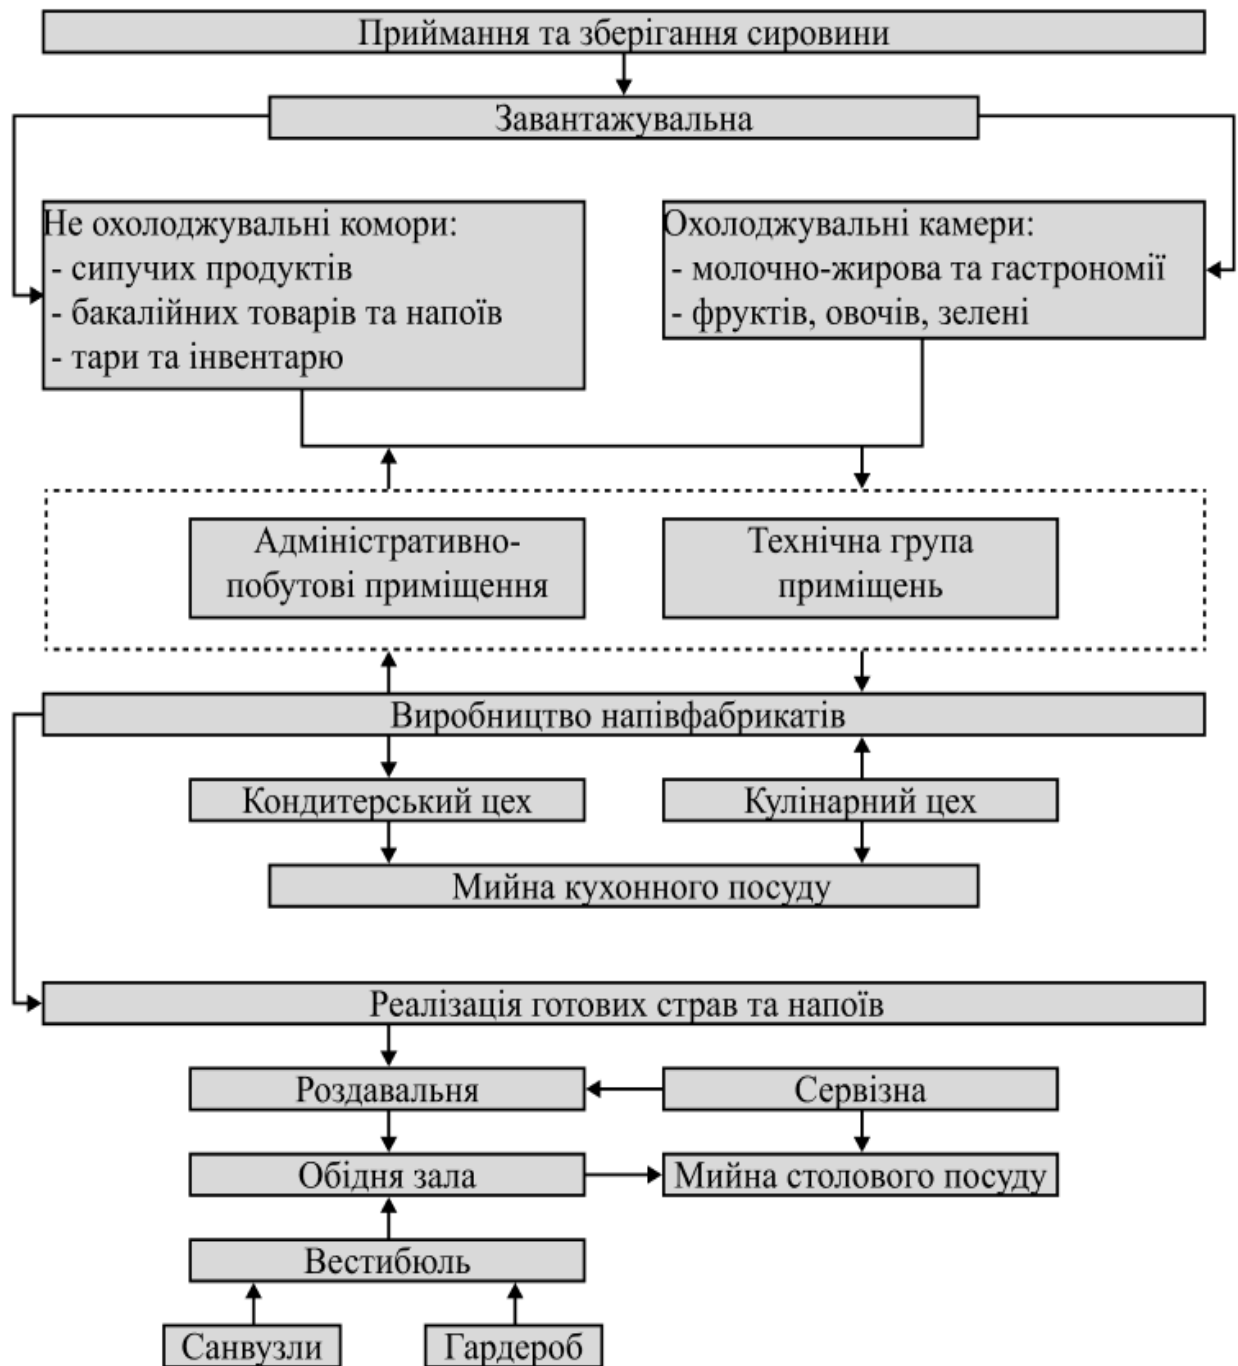 Приймання та зберігання сировини
Завантажувальна
Не охолоджувальні комори:
- сипучих продуктів
- бакалійних товарів та напоїв
- тари та інвентарю
Охолоджувальні камери:
- молочно-жирова та гастрономії
- фруктів, овочів, зелені
Адміністративно-
побутові приміщення
Технічна група
приміщень
Виробництво напівфабрикатів
Кондитерський цех
Кулінарний цех
Мийна кухонного посуду
Реалізація готових страв та напоїв
Роздавальня
Сервізна
Обідня зала
Мийна столового посуду
Вестибюль
Санвузли
Гардероб